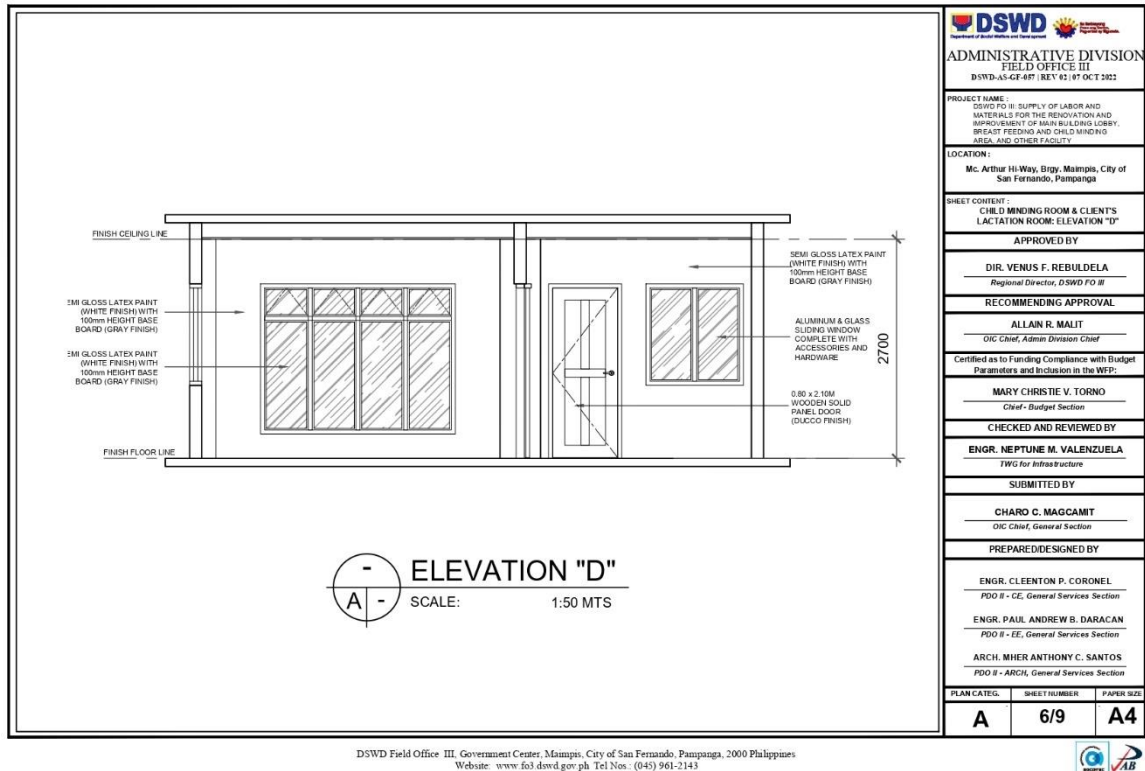 FINISH CEILING LINE
EMI GLOSS LATEX PAINT
(WHITE FINISH) WITH
100mm HEIGHT BASE
BOARD (GRAY FINISH)
EMI GLOSS LATEX PAINT
(WHITE FINISH) WITH
100mm HEIGHT BASE
BOARD (GRAY FINISH)
FINISH FLOOR LINE
SEMI GLOSS LATEX PAINT
(WHITE FINISH) WITH
100mm HEIGHT BASE
BOARD (GRAY FINISH)
ALUMINUM & GLASS
SLIDING WINDOW
COMPLETE WITH
ACCESSORIES AND
HARDWARE
0.80 x 2.10M
WOODEN SOLID
PANEL DOOR
(DUCCO FINISH)
2700
-
A -
ELEVATION "D"
SCALE: 1:50 MTS
DSWD
Department of Social Welfare and Development
ADMINISTRATIVE DIVISION
FIELD OFFICE III
DSWD-AS-GF-057 | REV 02 | 07 OCT 2022
PROJECT NAME :
DSWD FO III: SUPPLY OF LABOR AND
MATERIALS FOR THE RENOVATION AND
IMPROVEMENT OF MAIN BUILDING LOBBY,
BREAST FEEDING AND CHILD MINDING
AREA, AND OTHER FACILITY
LOCATION :
Mc. Arthur Hi-Way, Brgy. Maimpis, City of
San Fernando, Pampanga
SHEET CONTENT :
CHILD MINDING ROOM & CLIENT'S
LACTATION ROOM: ELEVATION "D"
APPROVED BY
DIR. VENUS F. REBULDELA
Regional Director, DSWD FO III
RECOMMENDING APPROVAL
ALLAIN R. MALIT
OIC Chief, Admin Division Chief
Certified as to Funding Compliance with Budget
Parameters and Inclusion in the WFP:
MARY CHRISTIE V. TORNO
Chief - Budget Section
CHECKED AND REVIEWED BY
ENGR. NEPTUNE M. VALENZUELA
TWG for Infrastructure
SUBMITTED BY
CHARO C. MAGCAMIT
OIC Chief, General Section
PREPARED/DESIGNED BY
ENGR. CLEENTON P. CORONEL
PDO II - CE, General Services Section
ENGR. PAUL ANDREW B. DARACAN
PDO II - EE, General Services Section
ARCH. MHER ANTHONY C. SANTOS
PDO II - ARCH, General Services Section
PLAN CATEG. SHEET NUMBER PAPER SIZE
A 6/9 A4
DSWD Field Office III, Government Center, Maimpis, City of San Fernando, Pampanga, 2000 Philippines
Website: www.fo3.dswd.gov.ph Tel Nos.: (045) 961-2143
PAB